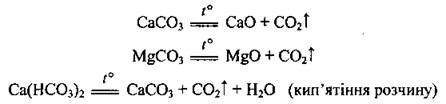 CaCO₃ =t°= CaO + CO₂↑
MgCO₃ =t°= MgO + CO₂↑
Ca(HCO₃)₂ =t°= CaCO₃ + CO₂↑ + H₂O (кип'ятіння розчину)